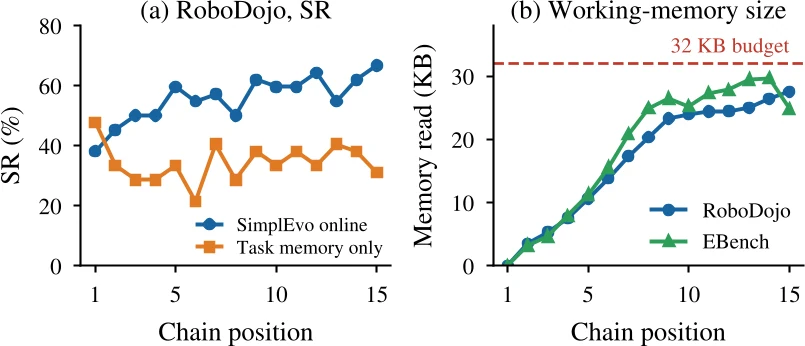 (a) RoboDojo, SR
SR (%)
80
60
40
20
0
SimplEvo online
Task memory only
1
5
10
15
Chain position
(b) Working-memory size
Memory read (KB)
32 KB budget
30
20
10
0
RoboDojo
EBench
1
5
10
15
Chain position